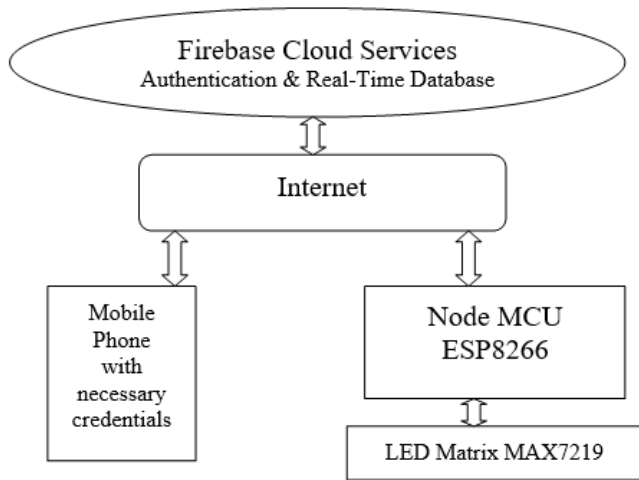 Firebase Cloud Services
Authentication & Real-Time Database
Internet
Mobile
Phone
with
necessary
credentials
Node MCU
ESP8266
LED Matrix MAX7219